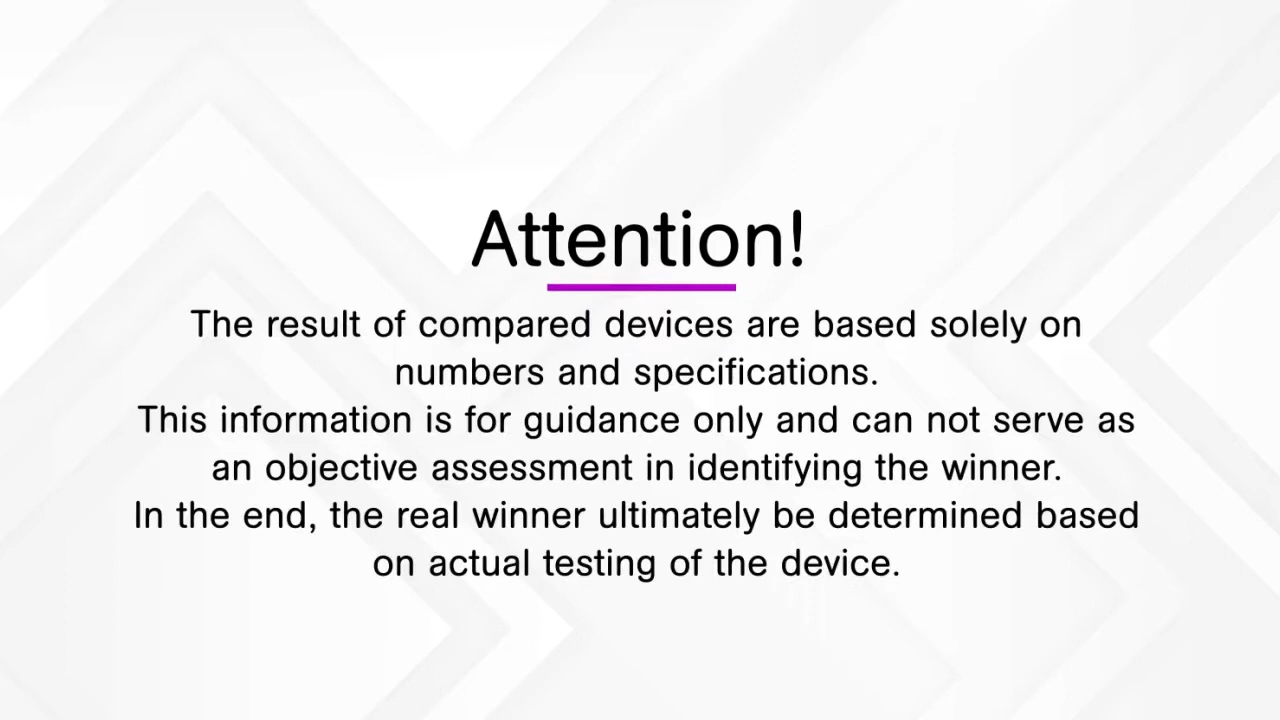 Attention!
The result of compared devices are based solely on
numbers and specifications.
This information is for guidance only and can not serve as
an objective assessment in identifying the winner.
In the end, the real winner ultimately be determined based
on actual testing of the device.